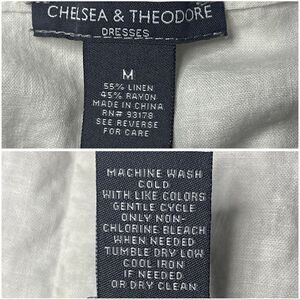 CHELSEA & THEODORE
DRESSES
M
55% LINEN
45% RAYON
MADE IN CHINA
RN# 93178
SEE REVERSE
FOR CARE
MACHINE WASH
COLD
WITH LIKE COLORS
GENTLE CYCLE
ONLY NON-
CHLORINE BLEACH
WHEN NEEDED
TUMBLE DRY LOW
COOL IRON
IF NEEDED
OR DRY CLEAN